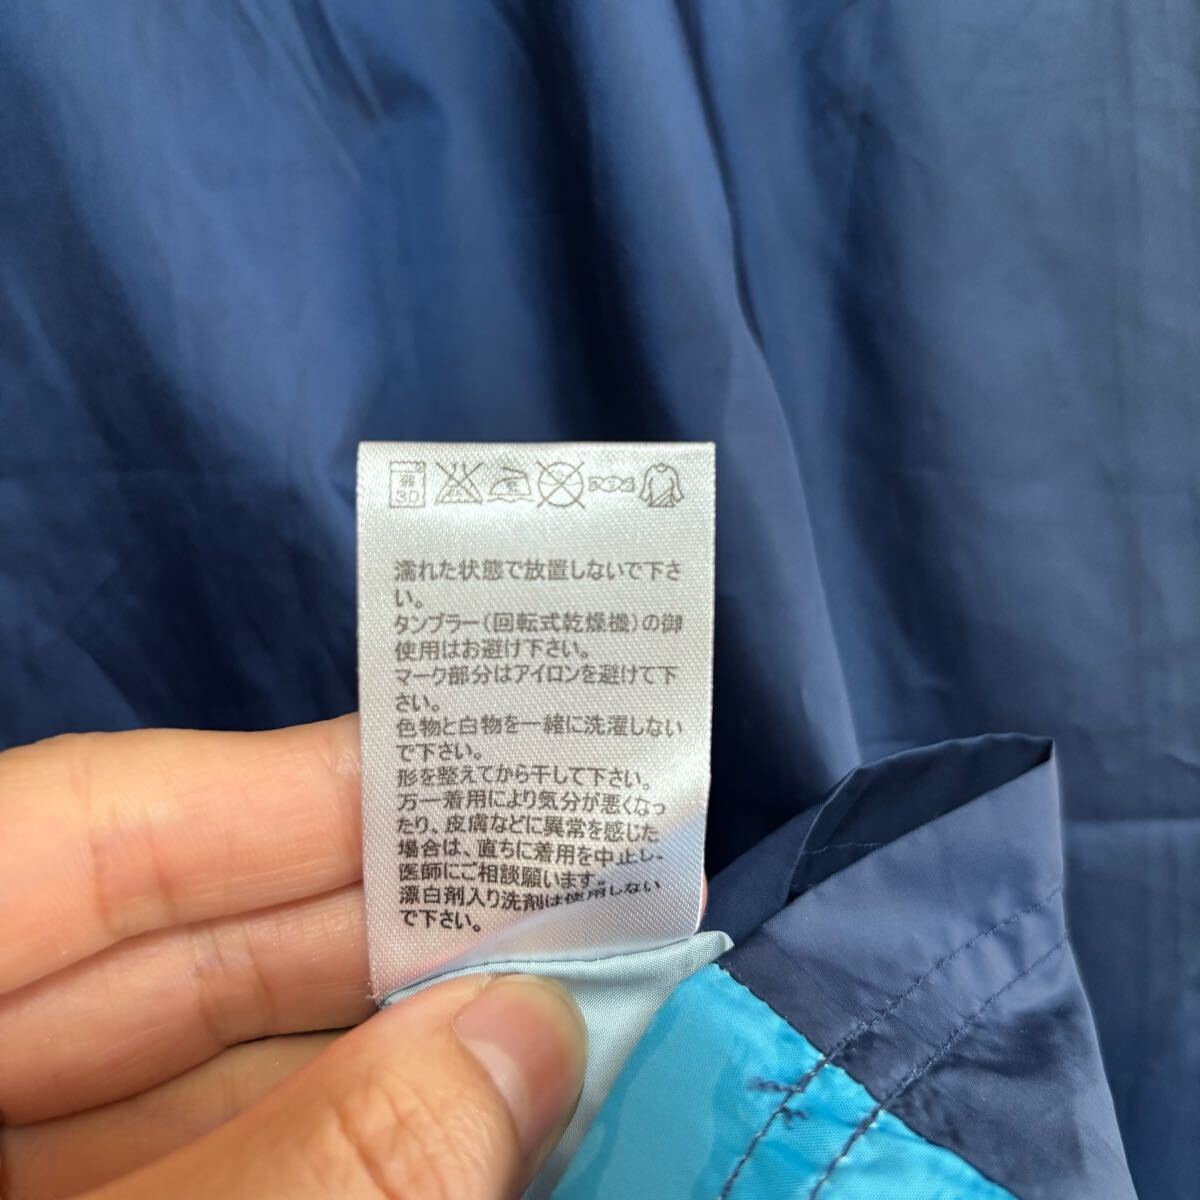 弱
30
濡れた状態で放置しないで下さ
い。
タンブラー(回転式乾燥機)の御
使用はお避け下さい。
マーク部分はアイロンを避けて下
さい。
色物と白物を一緒に洗濯しない
で下さい。
形を整えてから干して下さい。
万一着用により気分が悪くなっ
たり、皮膚などに異常を感じた
場合は、直ちに着用を中止し、
医師にご相談願います。
漂白剤入り洗剤は使用しない
で下さい。